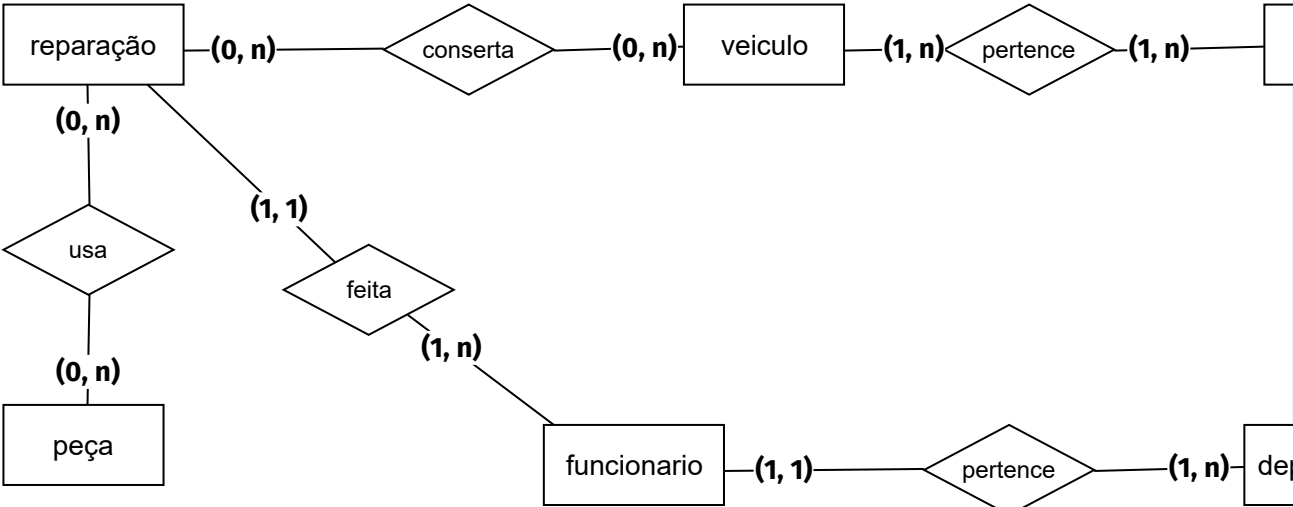 reparação (0, n) conserta (0, n) veiculo (1, n) pertence (1, n)
(0, n)
(1, 1)
usa
feita
(1, n)
(0, n)
peça
funcionario (1, 1) pertence (1, n) dep